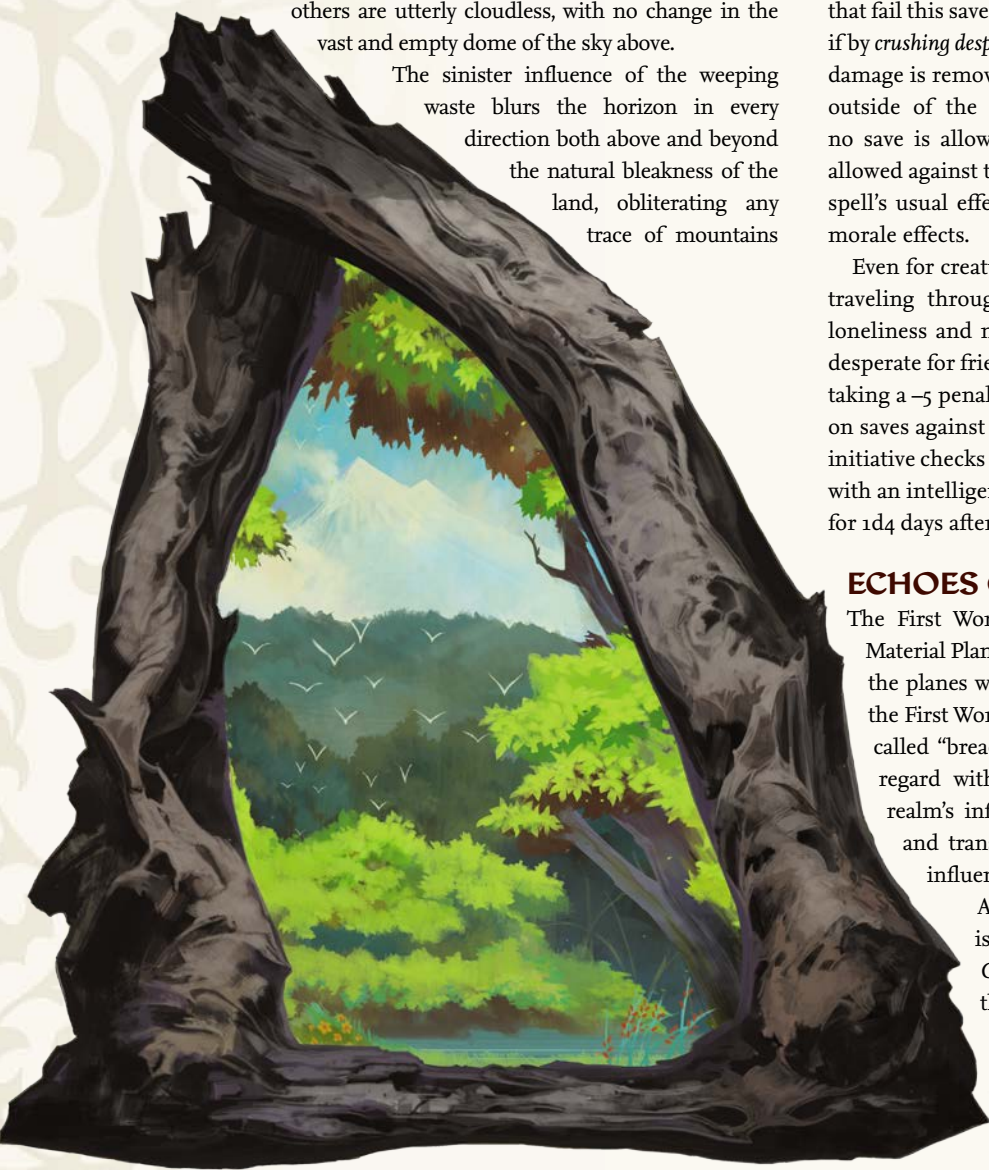 others are utterly cloudless, with no change in the
vast and empty dome of the sky above.
The sinister influence of the weeping
waste blurs the horizon in every
direction both above and beyond
the natural bleakness of the
land, obliterating any
trace of mountains
that fail this save
if by crushing desp
damage is remov
outside of the
no save is allow
allowed against t
spell's usual effe
morale effects.
Even for creatu
traveling throug
loneliness and n
desperate for frie
taking a –5 penal
on saves against
initiative checks
with an intellige
for 1d4 days after
ECHOES
The First Wor
Material Plan
the planes w
the First Wor
called “brea
regard with
realm's inf
and tran
influen
A
is
th